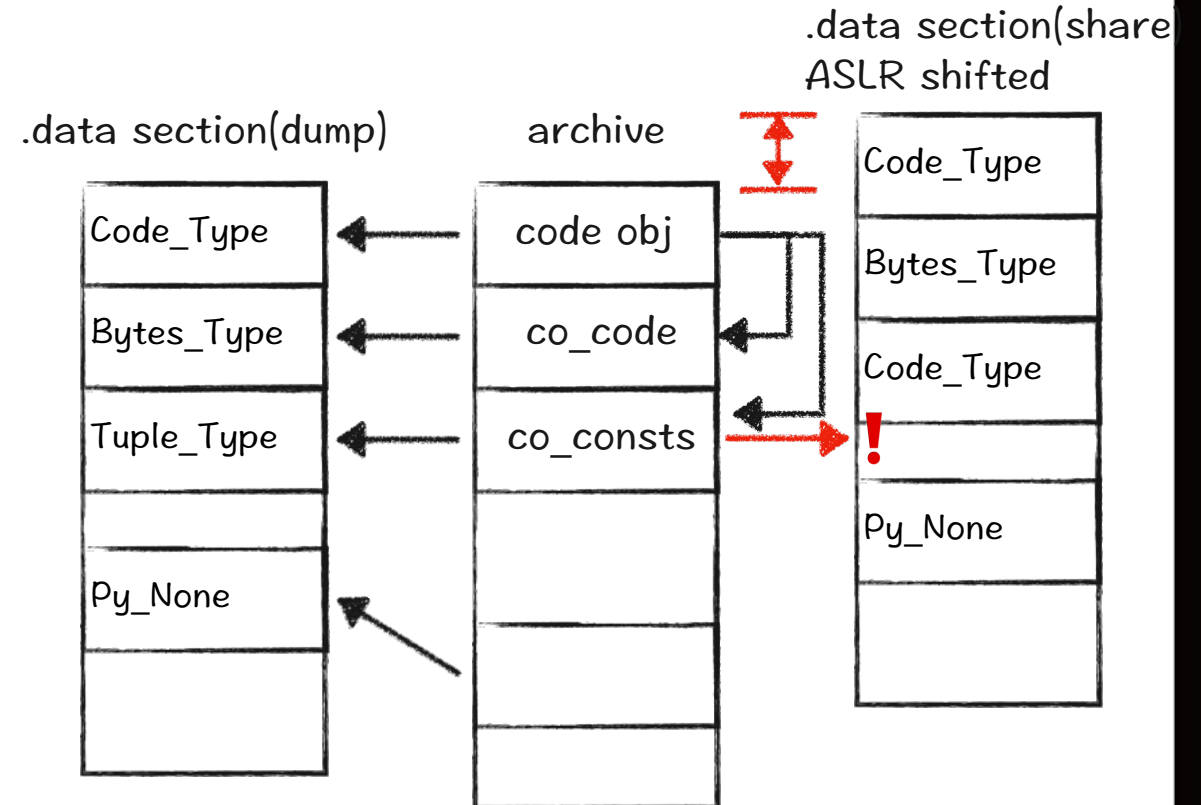 .data section(share)
ASLR shifted
.data section(dump)
archive
Code_Type
Bytes_Type
Tuple_Type
Py_None
code obj
co_code
co_consts
Code_Type
Bytes_Type
Code_Type
!
Py_None